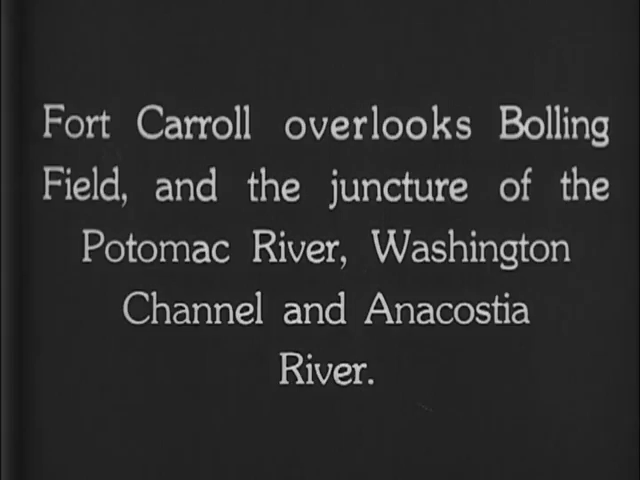 Fort Carroll overlooks Bolling
Field, and the juncture of the
Potomac River, Washington
Channel and Anacostia
River.